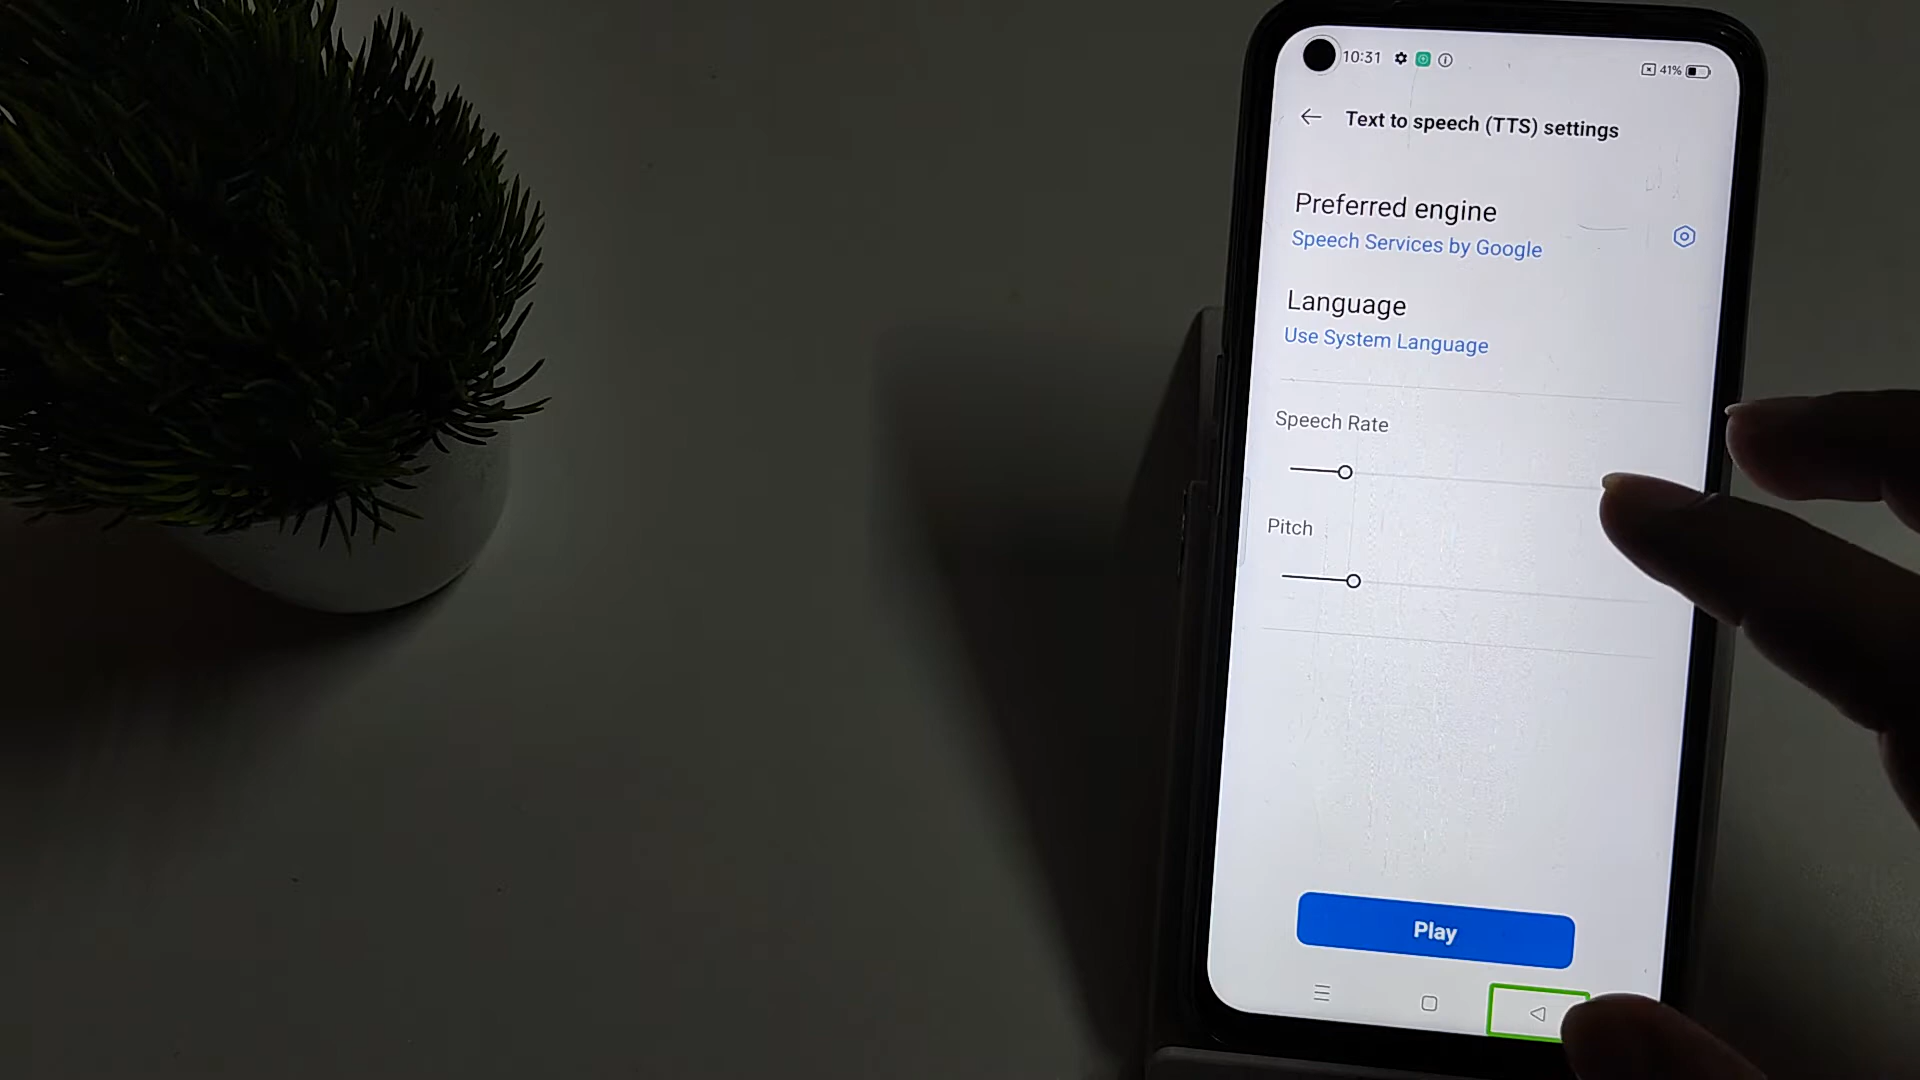 10:31
41%
Text to speech (TTS) settings
Preferred engine
Speech Services by Google
Language
Use System Language
Speech Rate
Pitch
Play